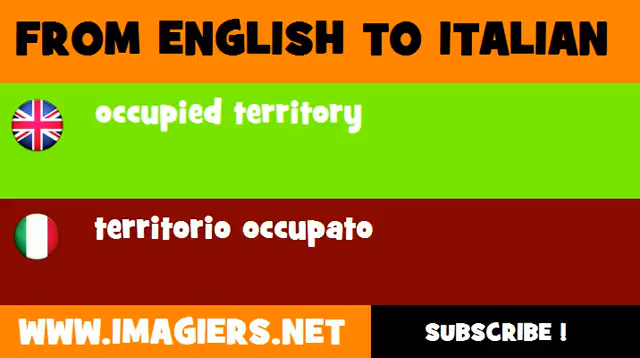 FROM ENGLISH TO ITALIAN
occupied territory
territorio occupato
WWW.IMAGIERS.NET
SUBSCRIBE !